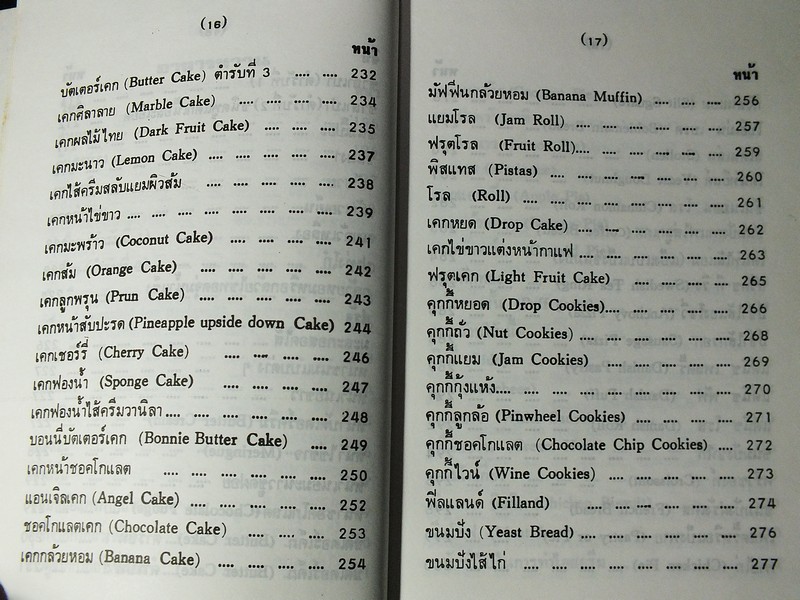 (16)
หน้า
บัตเตอร์เคก (Butter Cake) ตำรับที่ 3 .... .... 232
เคกศิลาลาย (Marble Cake) .... .... .... 234
เคกผลไม้ไทย (Dark Fruit Cake) .... .... 235
เคกมะนาว (Lemon Cake) .... .... .... .... .... 237
เคกไส้ครีมสลับแยมผิวส้ม .... .... .... .... .... 238
เคกหน้าไข่ขาว .... .... .... .... .... .... .... .... 239
เคกมะพร้าว (Coconut Cake) .... .... .... .... 241
เคกส้ม (Orange Cake) .... .... .... .... .... 242
เคกลูกพรุน (Prun Cake) .... .... .... .... .... 243
เคกหน้าสับปะรด (Pineapple upside down Cake) 244
เคกเชอร์รี่ (Cherry Cake) .... .... .... .... 246
เคกฟองน้ำ (Sponge Cake) .... .... .... .... 247
เคกฟองน้ำไส้ครีมวานิลา .... .... .... .... .... .... 248
บอนนี่บัตเตอร์เคก (Bonnie Butter Cake) .... 249
เคกหน้าชอคโกแลต .... .... .... .... .... .... 250
แอนเจิลเคก (Angel Cake) .... .... .... .... .... 252
ชอคโกแลตเคก (Chocolate Cake) .... .... .... 253
เคกกล้วยหอม (Banana Cake) .... .... .... .... 254
(17)
หน้า
มัฟฟินกล้วยหอม (Banana Muffin) .... .... .... 256
แยมโรล (Jam Roll) .... .... .... .... .... 257
ฟรุตโรล (Fruit Roll).... .... .... .... .... 259
พิสแทส (Pistas) .... .... .... .... .... .... 260
โรล (Roll) .... .... .... .... .... .... 261
เคกหยด (Drop Cake) .... .... .... .... .... .... 262
เคกไข่ขาวแต่งหน้ากาแฟ .... .... .... .... .... 263
ฟรุตเคก (Light Fruit Cake) .... .... .... 265
คุกกี้หยอด (Drop Cookies).... .... .... .... 266
คุกกี้ถั่ว (Nut Cookies) .... .... .... .... .... 268
คุกกี้แยม (Jam Cookies) .... .... .... .... 269
คุกกี้กุ้งแห้ง.... .... .... .... .... .... .... .... 270
คุกกี้ลูกล้อ (Pinwheel Cookies) .... .... .... .... 271
คุกกี้ชอคโกแลต (Chocolate Chip Cookies) .... 272
คุกกี้ไวน์ (Wine Cookies) .... .... .... .... 273
ฟิลแลนด์ (Filland) .... .... .... .... .... 274
ขนมปัง (Yeast Bread) .... .... .... .... .... 276
ขนมปังไส้ไก่ .... .... .... .... .... .... .... .... 277